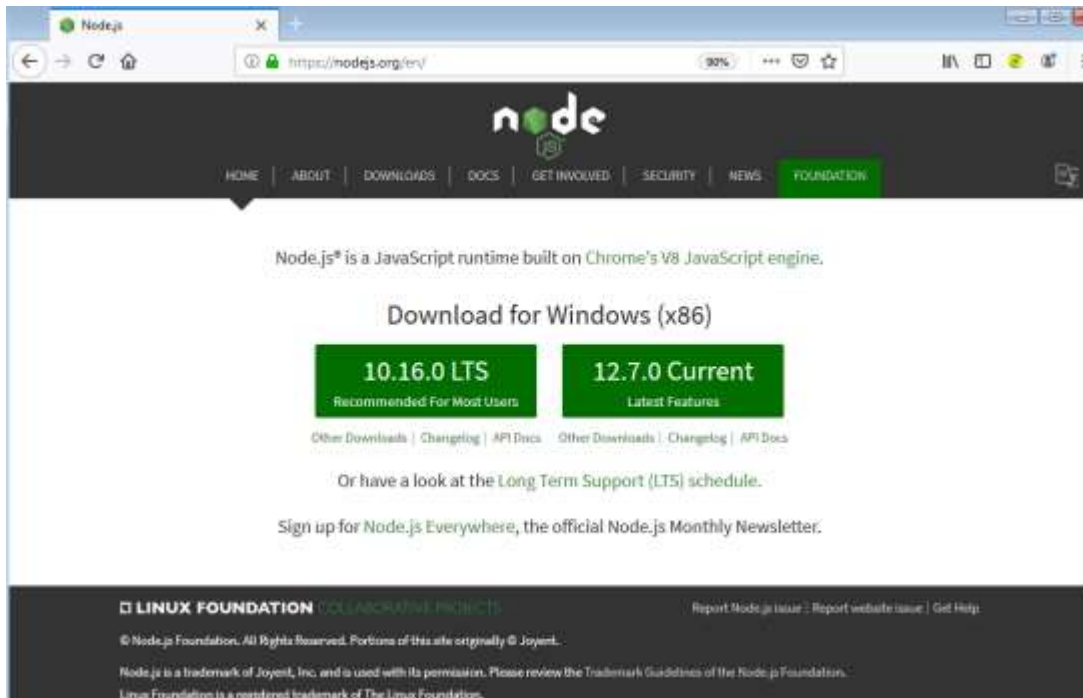 Node.js
https://nodejs.org/en/
90%
node
JS
HOME | ABOUT | DOWNLOADS | DOCS | GET INVOLVED | SECURITY | NEWS FOUNDATION
Node.js® is a JavaScript runtime built on Chrome's V8 JavaScript engine.
Download for Windows (x86)
10.16.0 LTS
Recommended For Most Users
12.7.0 Current
Latest Features
Other Downloads | Changelog | API Docs Other Downloads | Changelog | API Docs
Or have a look at the Long Term Support (LTS) schedule.
Sign up for Node.js Everywhere, the official Node.js Monthly Newsletter.
LINUX FOUNDATION COLLABORATIVE PROJECTS
Report Node.js issue | Report website issue | Get Help
© Node.js Foundation. All Rights Reserved. Portions of this site originally © Joyent.
Node.js is a trademark of Joyent, Inc. and is used with its permission. Please review the Trademark Guidelines of the Node.js Foundation.
Linux Foundation is a registered trademark of The Linux Foundation.